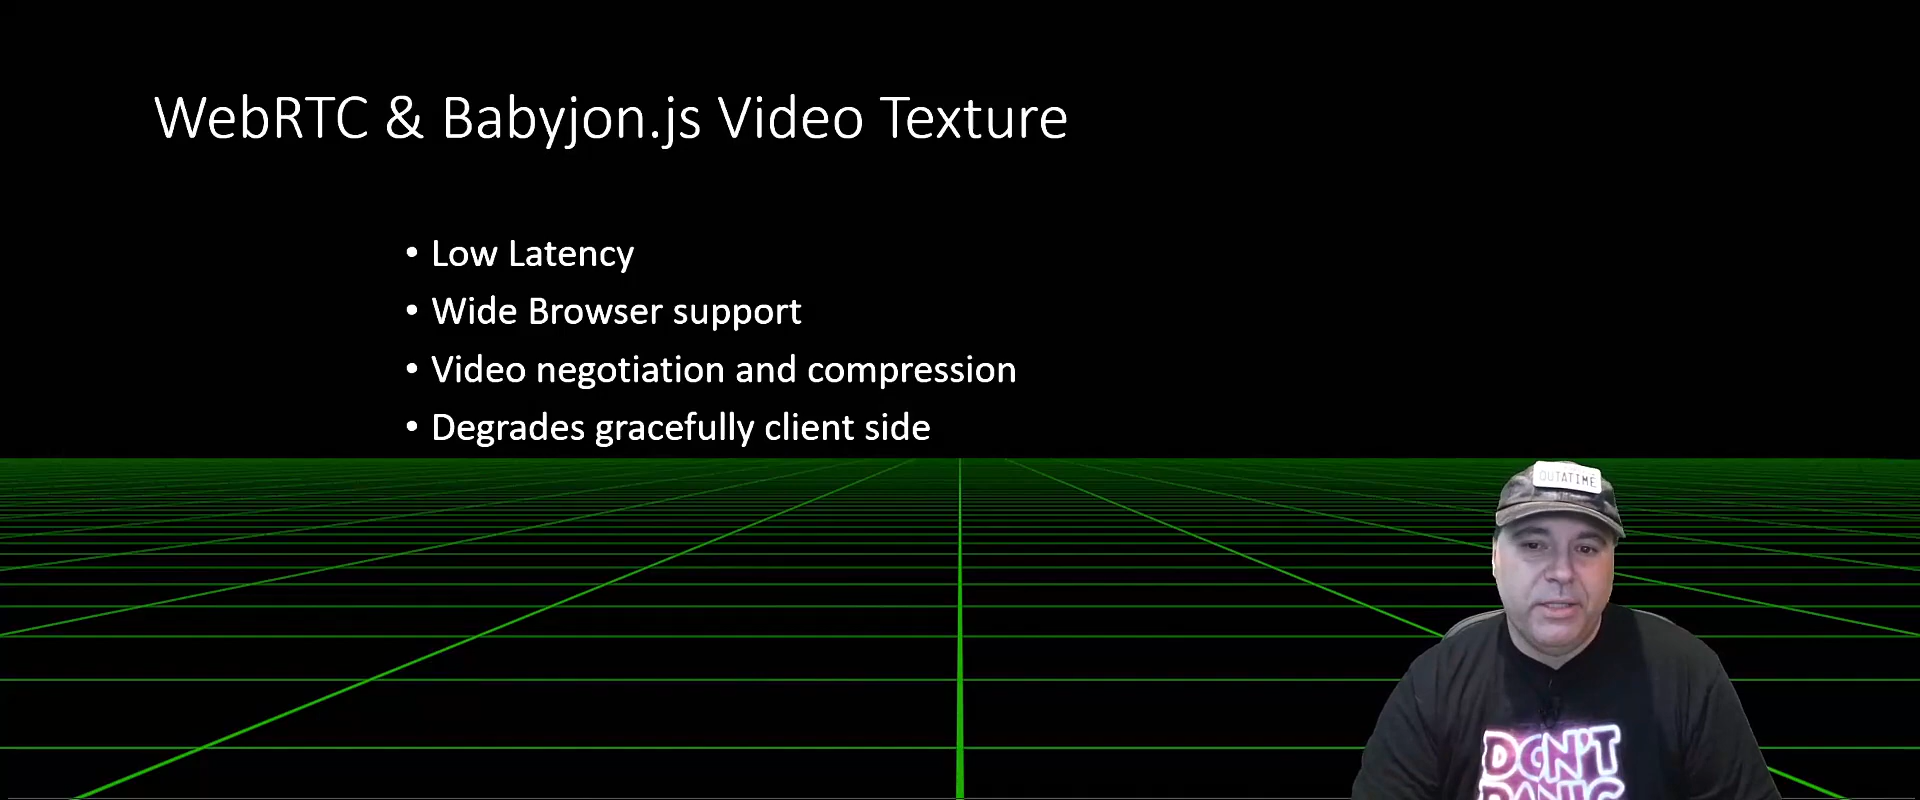 WebRTC & Babyjon.js Video Texture
• Low Latency
• Wide Browser support
• Video negotiation and compression
• Degrades gracefully client side
OUTATIME
DON'T
PANIC